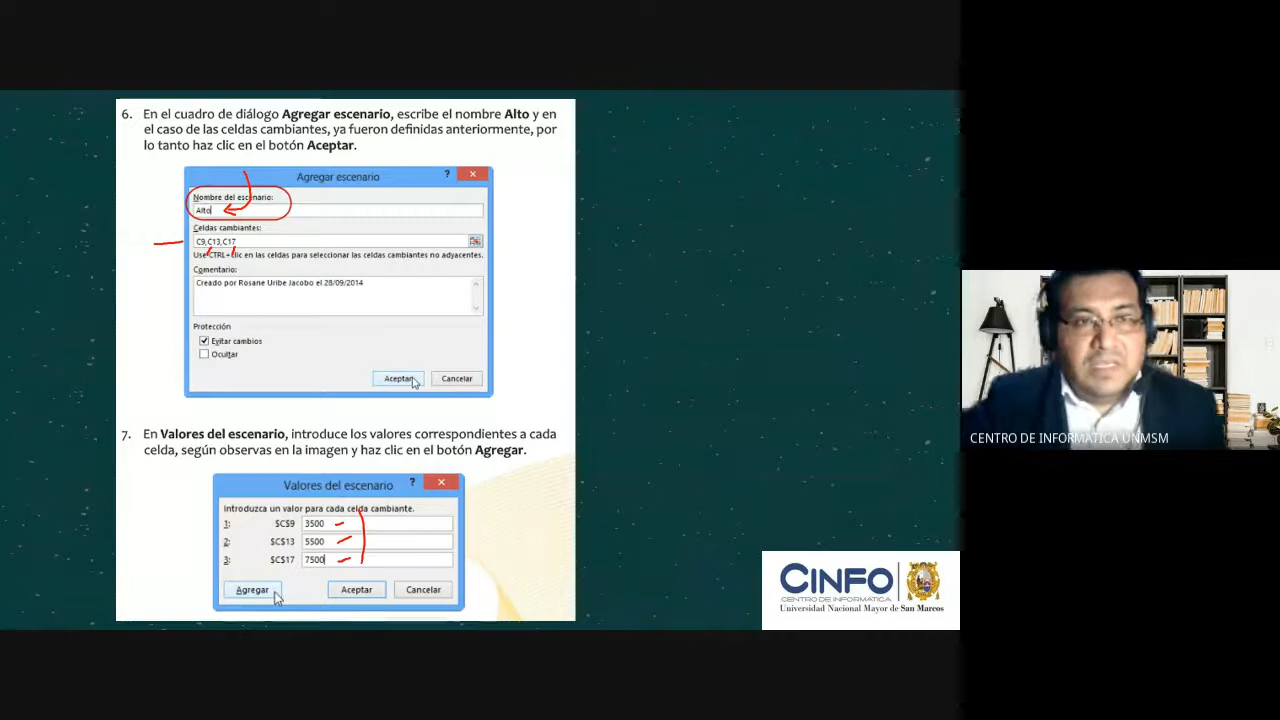 6. En el cuadro de diálogo Agregar escenario, escribe el nombre Alto y en
el caso de las celdas cambiantes, ya fueron definidas anteriormente, por
lo tanto haz clic en el botón Aceptar.
Agregar escenario
? ×
Nombre del escenario:
Alto
Celdas cambiantes:
C9,C13,C17
Use CTRL+clic en las celdas para seleccionar las celdas cambiantes no adyacentes.
Comentario:
Creado por Rosane Uribe Jacobo el 28/09/2014
Protección
Evitar cambios
Ocultar
Aceptar Cancelar
7. En Valores del escenario, introduce los valores correspondientes a cada
celda, según observas en la imagen y haz clic en el botón Agregar.
Valores del escenario
? ×
Introduzca un valor para cada celda cambiante.
1: $C$9 3500
2: $C$13 5500
3: $C$17 7500
Agregar Aceptar Cancelar
CENTRO DE INFORMATICA UNMSM
CINFO
CENTRO DE INFORMÁTICA
Universidad Nacional Mayor de San Marcos